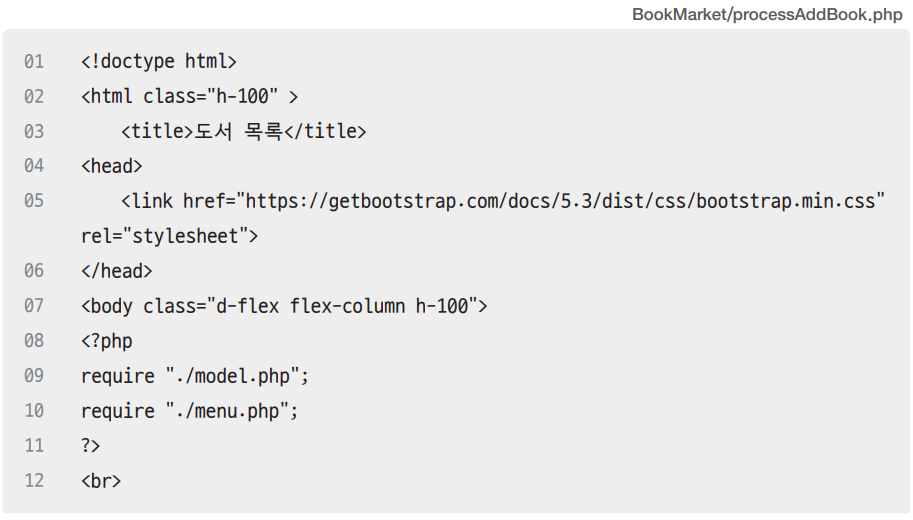 BookMarket/processAddBook.php
01 <!doctype html>
02 <html class="h-100" >
03 <title>도서 목록</title>
04 <head>
05 <link href="https://getbootstrap.com/docs/5.3/dist/css/bootstrap.min.css"
rel="stylesheet">
06 </head>
07 <body class="d-flex flex-column h-100">
08 <?php
09 require "./model.php";
10 require "./menu.php";
11 ?>
12 <br>